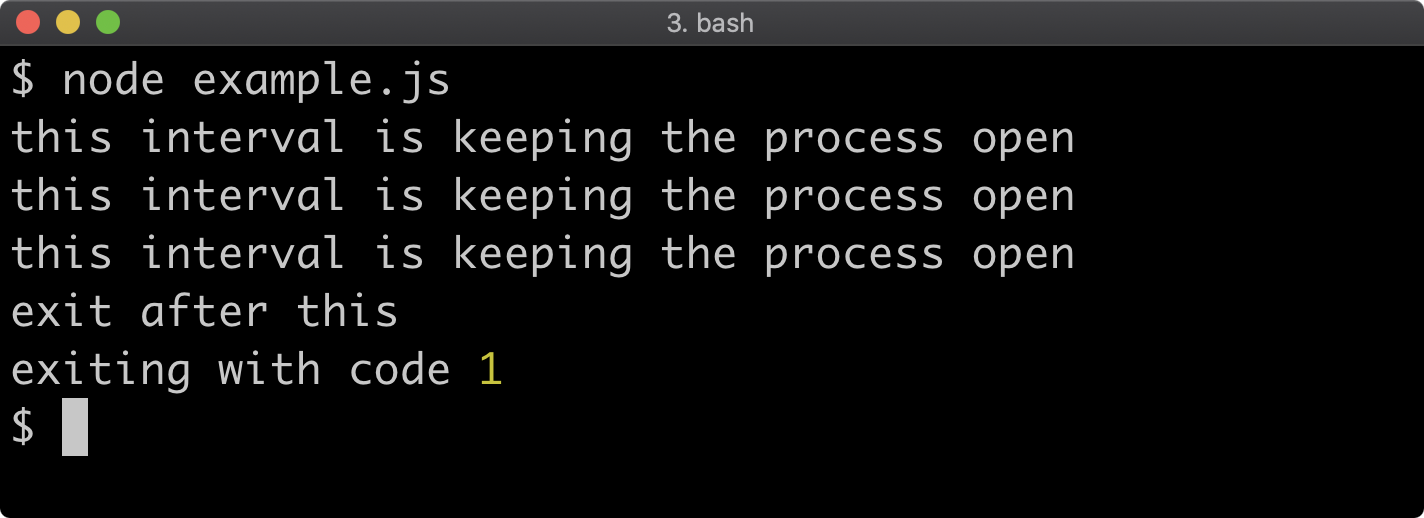 3. bash
$ node example.js
this interval is keeping the process open
this interval is keeping the process open
this interval is keeping the process open
exit after this
exiting with code 1
$